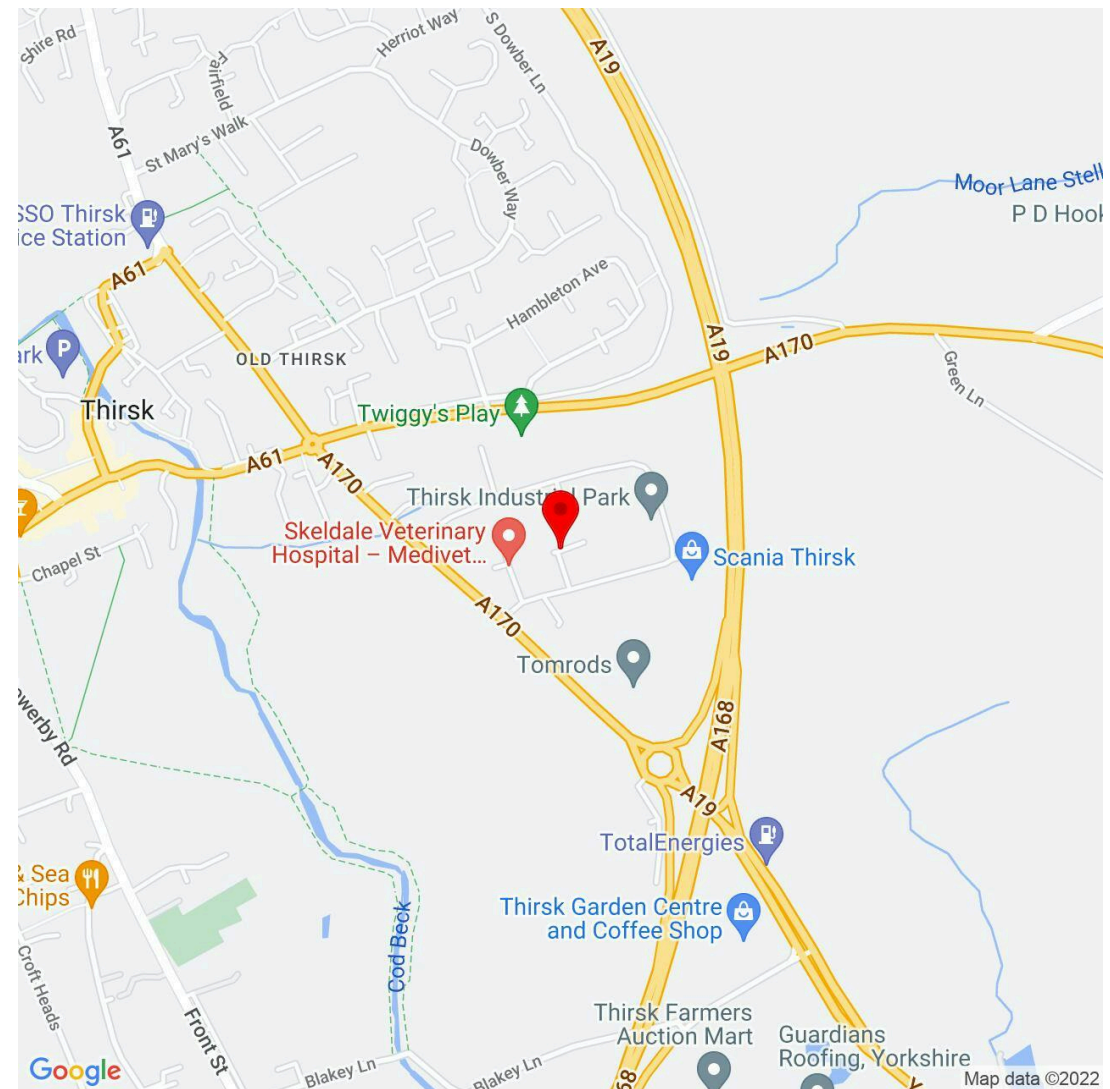 Shire Rd
Herriot Way
S Dowber Ln
A19
Fairfield
A61
St Mary's Walk
Dowber Way
Moor Lane Stell
P D Hook
SSO Thirsk
ice Station
A61
Hambleton Ave
A19
A170
ark
P
OLD THIRSK
Green Ln
Thirsk
Twiggy's Play
A61
A170
Thirsk Industrial Park
Skeldale Veterinary
Hospital – Medivet...
Scania Thirsk
Chapel St
A170
Tomrods
owerby Rd
A168
A19
TotalEnergies
& Sea
Chips
Thirsk Garden Centre
and Coffee Shop
Cod Beck
Croft Heads
Front St
Thirsk Farmers
Auction Mart
Guardians
Roofing, Yorkshire
Blakey Ln
Blakey Ln
68
Google
Map data ©2022